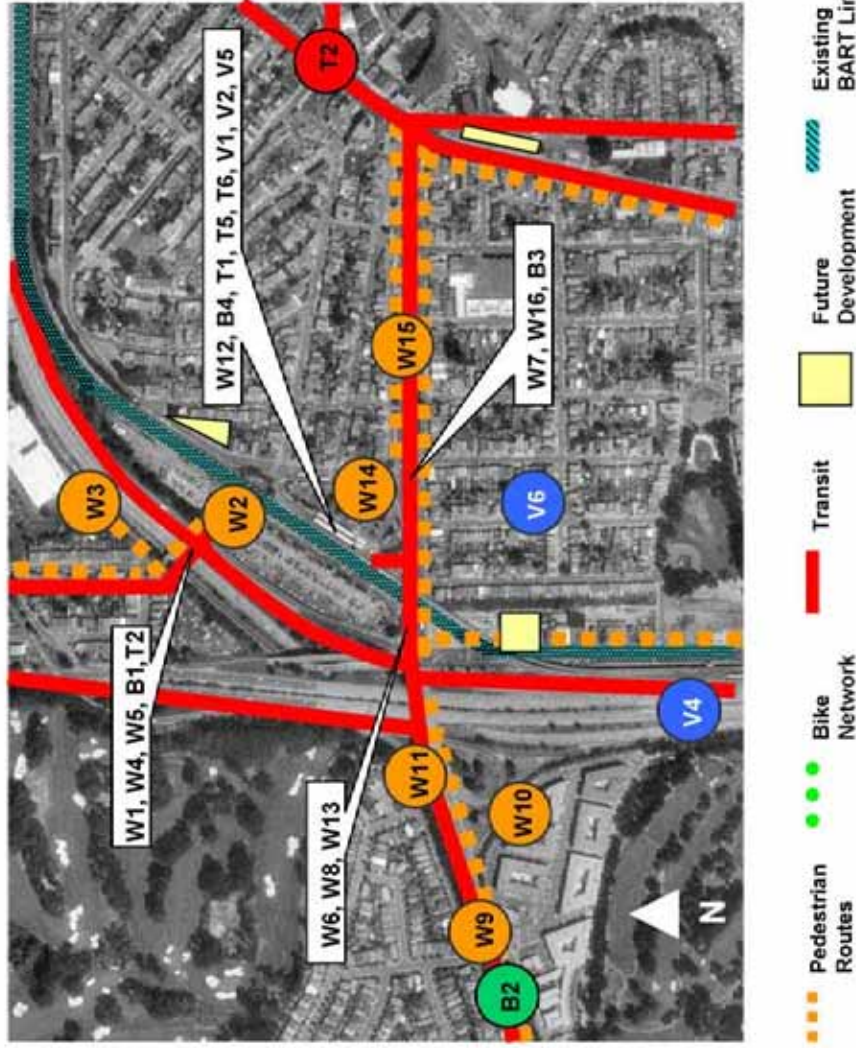 T2
W12, B4, T1, T5, T6, V1, V2, V5
W3
W2
W14
W15
W1, W4, W5, B1,T2
W7, W16, B3
V6
W6, W8, W13
W11
V4
W10
W9
B2
N
Pedestrian
Routes
Bike
Network
Transit
Future
Development
Existing
BART